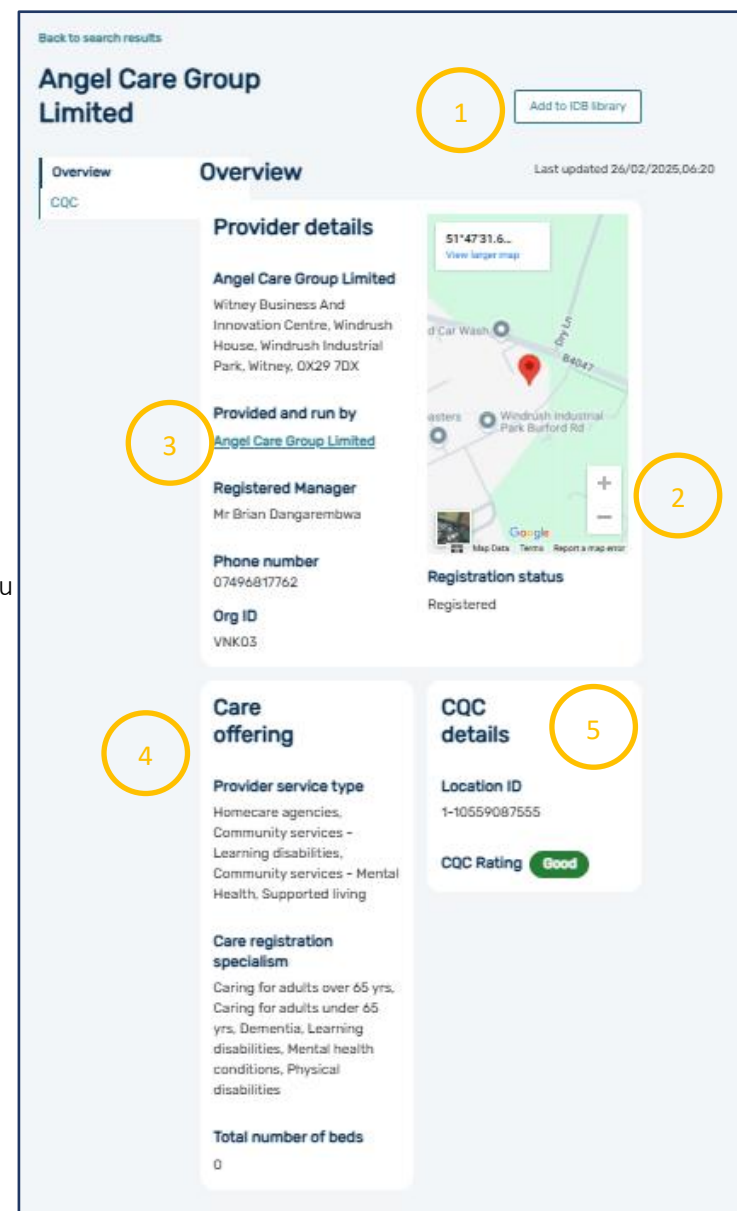 Back to search results
Angel Care Group
Limited
1
Add to ICB library
Overview
CQC
Overview
Last updated 26/02/2025,06:20
Provider details
Angel Care Group Limited
Witney Business And
Innovation Centre, Windrush
House, Windrush Industrial
Park, Witney, OX29 7DX
Provided and run by
3
Angel Care Group Limited
Registered Manager
Mr Brian Dangarembwa
Phone number
07496817762
Org ID
VNK03
51°47'31.6...
View larger map
d Car Wash
Dry Ln
B4047
asters
Windrush Industrial
Park Burford Rd
+
2
−
Google
Map Data Terms Report a map error
Registration status
Registered
u
Care
offering
4
Provider service type
Homecare agencies,
Community services -
Learning disabilities,
Community services - Mental
Health, Supported living
Care registration
specialism
Caring for adults over 65 yrs,
Caring for adults under 65
yrs, Dementia, Learning
disabilities, Mental health
conditions, Physical
disabilities
Total number of beds
0
CQC
details
5
Location ID
1-10559087555
CQC Rating Good